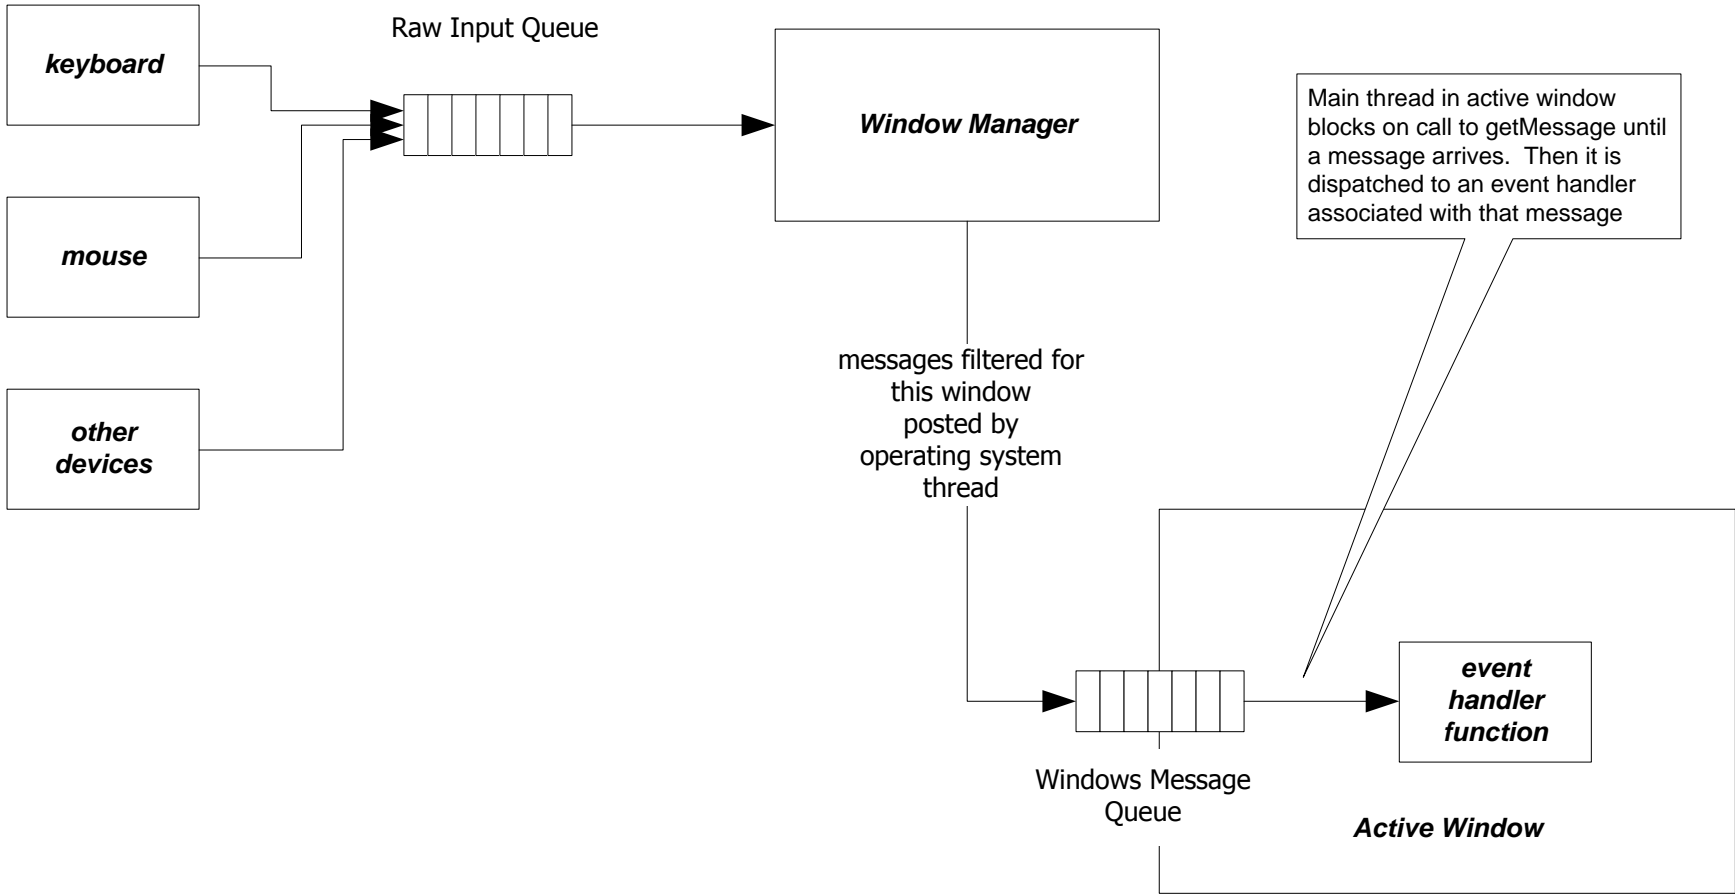 Raw Input Queue
keyboard
Window Manager
Main thread in active window
blocks on call to getMessage until
a message arrives.  Then it is
dispatched to an event handler
associated with that message
mouse
messages filtered for
this window
posted by
operating system
thread
other
devices
event
handler
function
Windows Message
Queue
Active Window